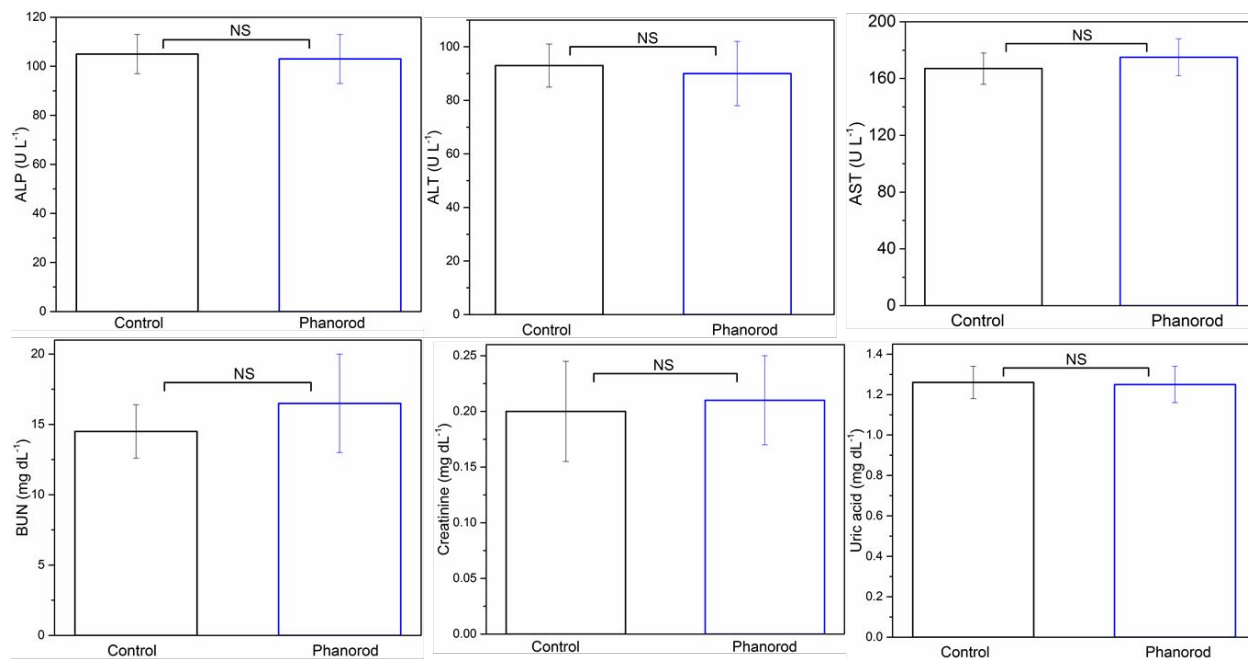 ALP (U L⁻¹)
120
100
80
60
40
20
0
NS
Control Phanorod
ALT (U L⁻¹)
100
80
60
40
20
0
NS
Control Phanorod
AST (U L⁻¹)
200
160
120
80
40
0
NS
Control Phanorod
BUN (mg dL⁻¹)
20
15
10
5
0
NS
Control Phanorod
Creatinine (mg dL⁻¹)
0.25
0.20
0.15
0.10
0.05
0.00
NS
Control Phanorod
Uric acid (mg dL⁻¹)
1.4
1.2
1.0
0.8
0.6
0.4
0.2
0.0
NS
Control Phanorod